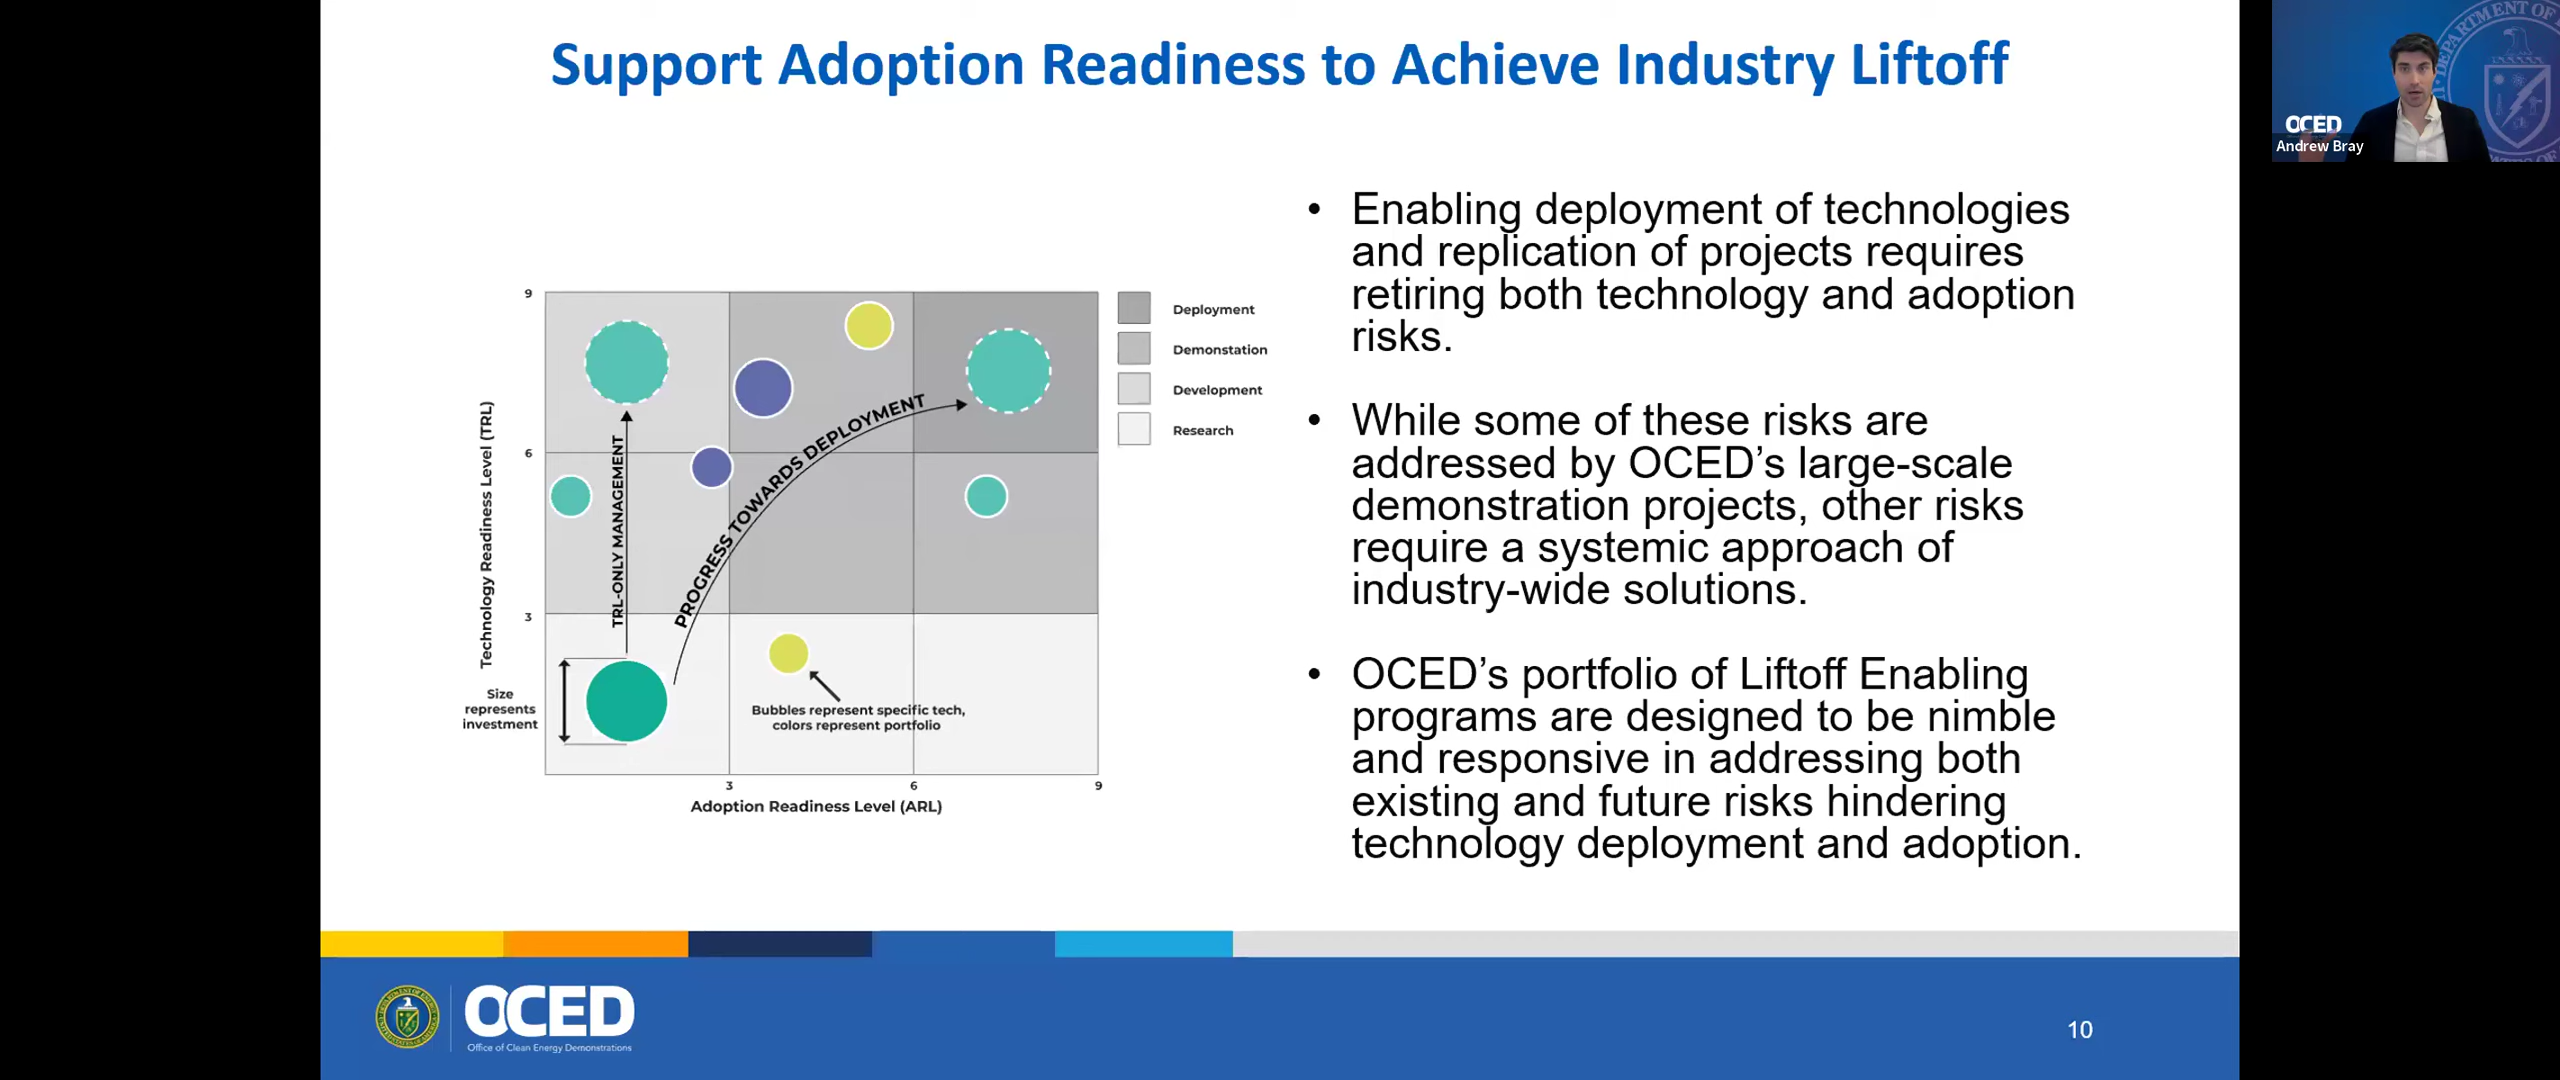 Support Adoption Readiness to Achieve Industry Liftoff
OCED
Andrew Bray
9
6
3
Technology Readiness Level (TRL)
TRL-ONLY MANAGEMENT
PROGRESS TOWARDS DEPLOYMENT
Size
represents
investment
Bubbles represent specific tech,
colors represent portfolio
3
6
9
Adoption Readiness Level (ARL)
Deployment
Demonstation
Development
Research
• Enabling deployment of technologies
and replication of projects requires
retiring both technology and adoption
risks.
• While some of these risks are
addressed by OCED’s large-scale
demonstration projects, other risks
require a systemic approach of
industry-wide solutions.
• OCED’s portfolio of Liftoff Enabling
programs are designed to be nimble
and responsive in addressing both
existing and future risks hindering
technology deployment and adoption.
OCED
Office of Clean Energy Demonstrations
10